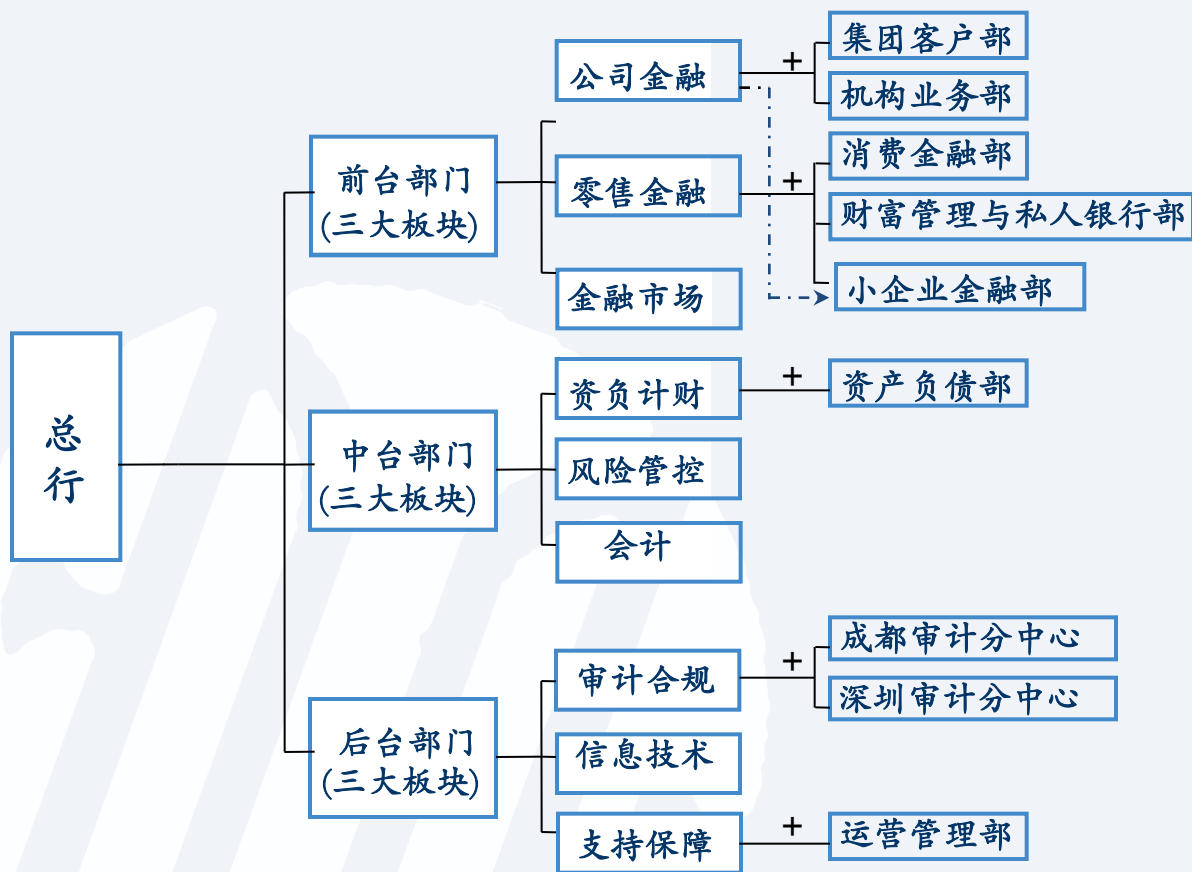 总
行
前台部门
(三大板块)
公司金融
+
集团客户部
机构业务部
零售金融
+
消费金融部
财富管理与私人银行部
小企业金融部
金融市场
中台部门
(三大板块)
资负计财
+
资产负债部
风险管控
会计
后台部门
(三大板块)
审计合规
+
成都审计分中心
深圳审计分中心
信息技术
支持保障
+
运营管理部